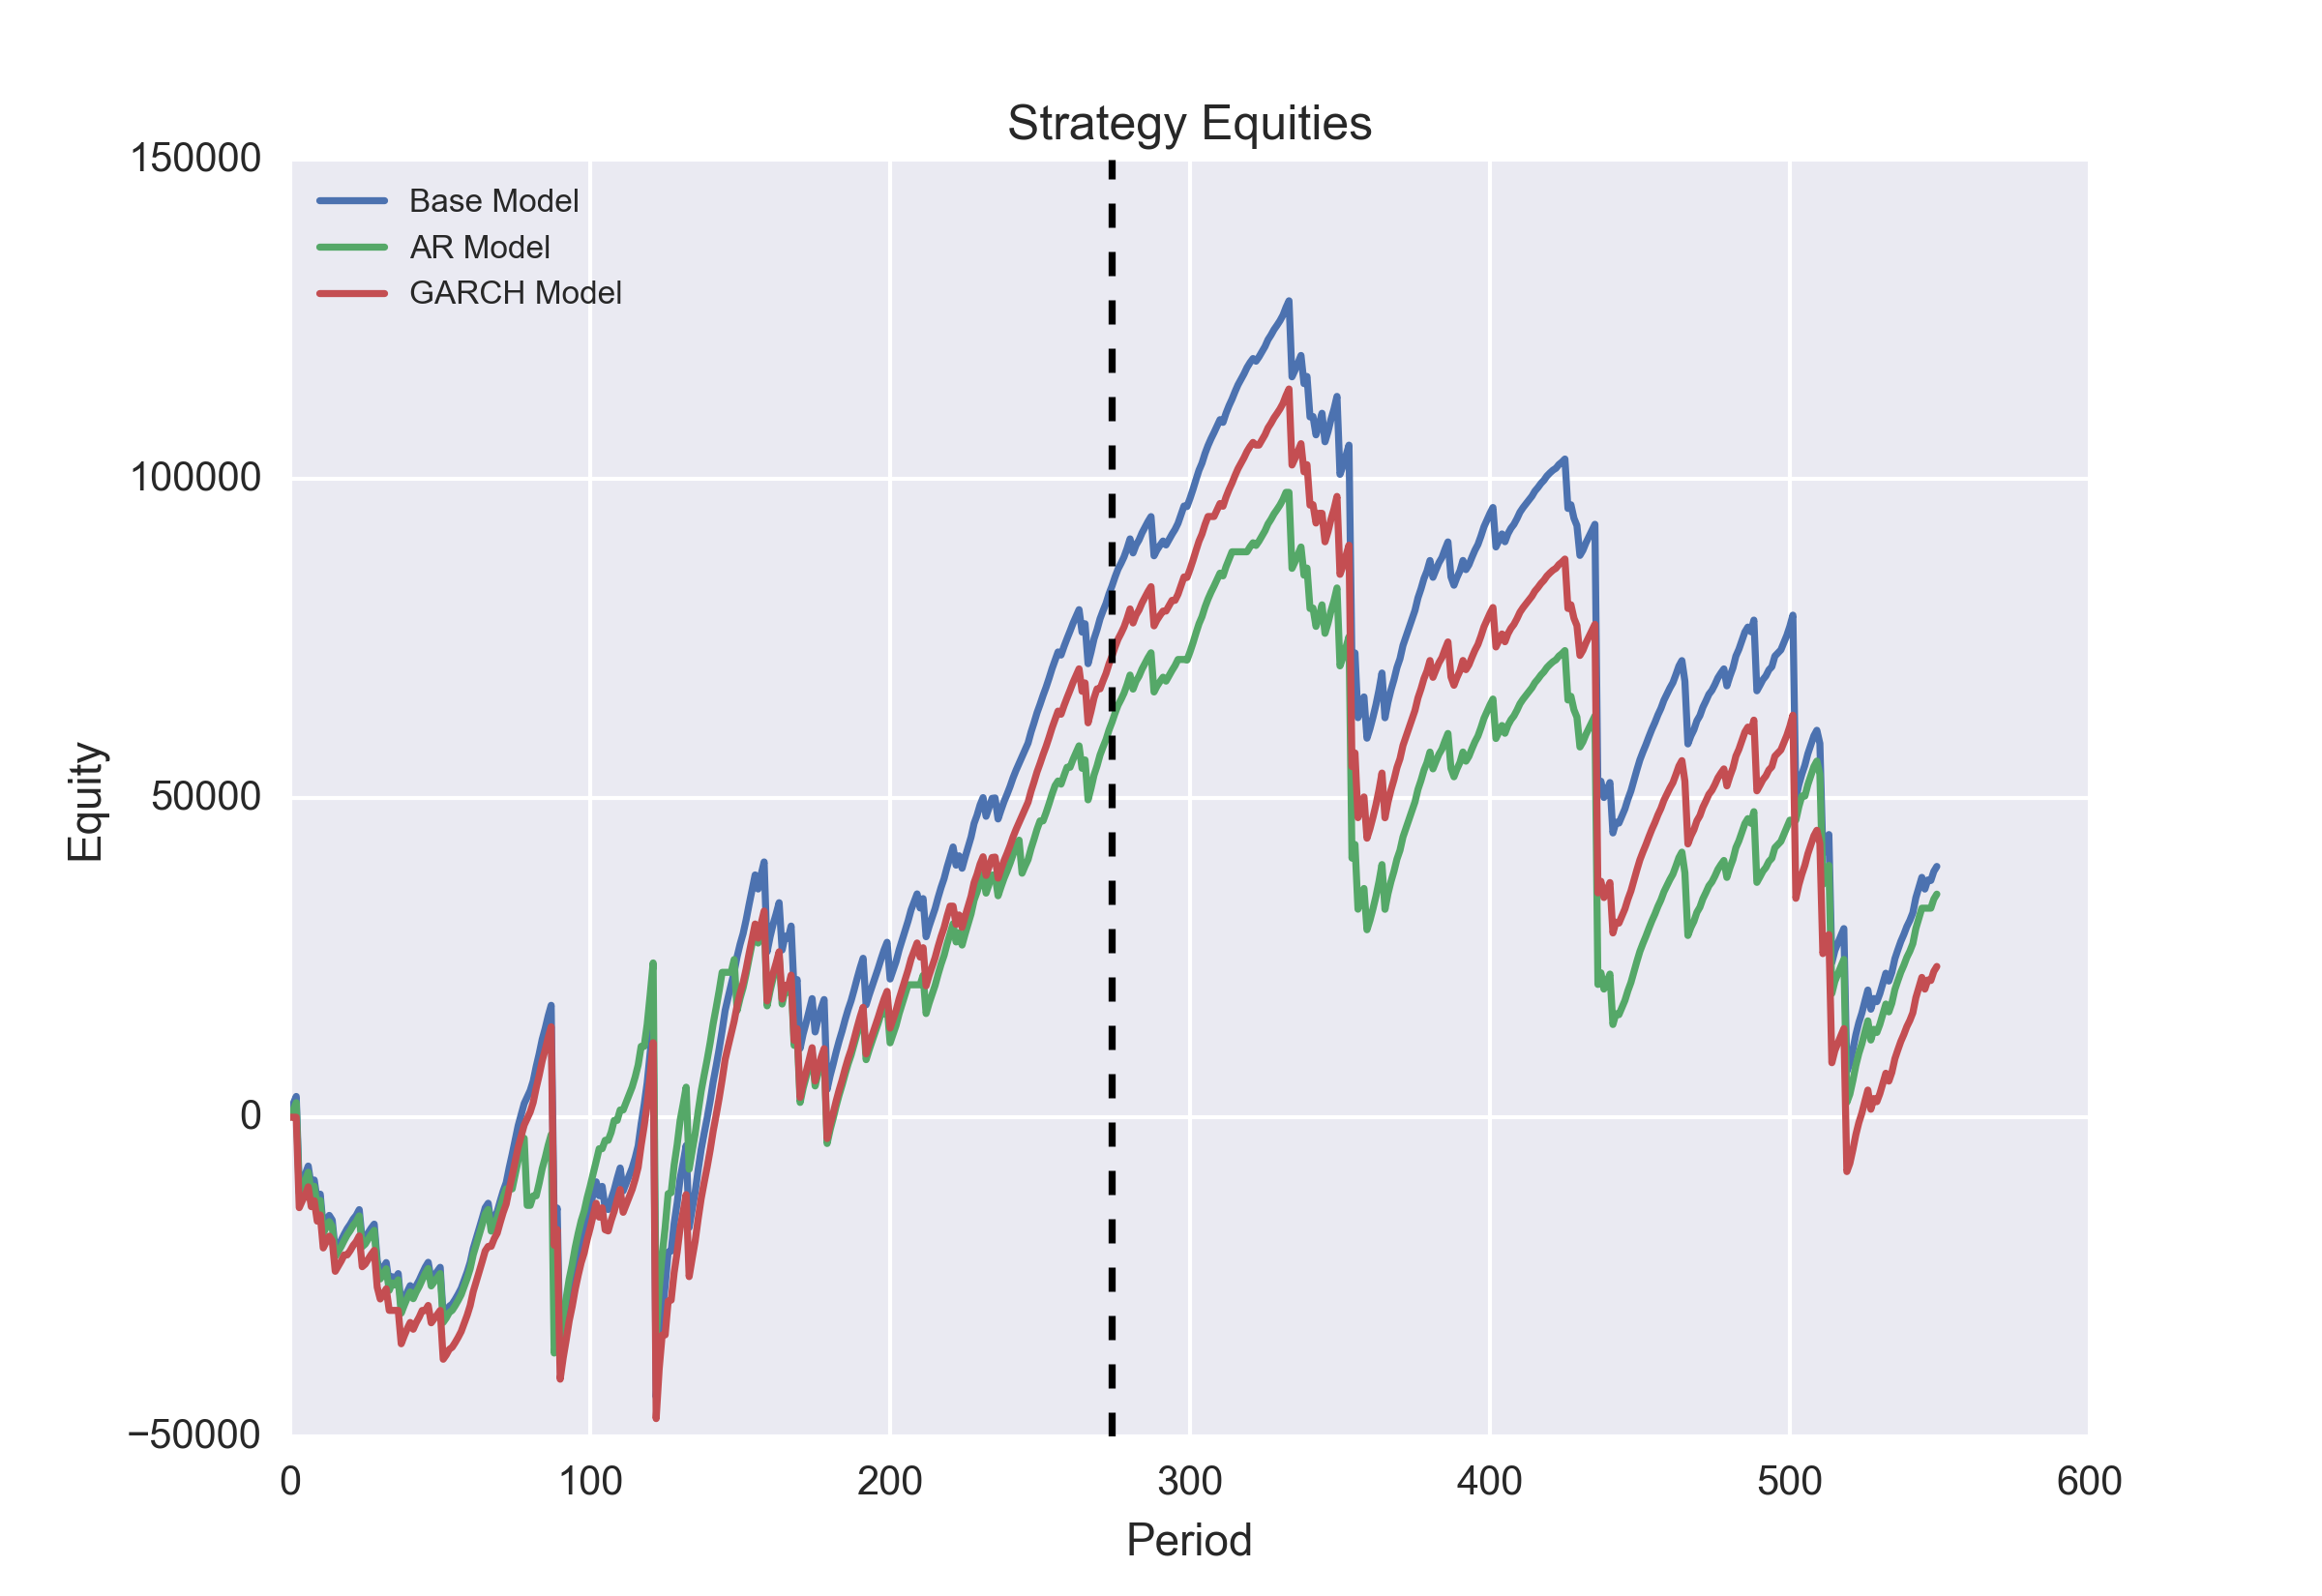 Strategy Equities
150000
100000
50000
0
−50000
Equity
Base Model
AR Model
GARCH Model
0 100 200 300 400 500 600
Period